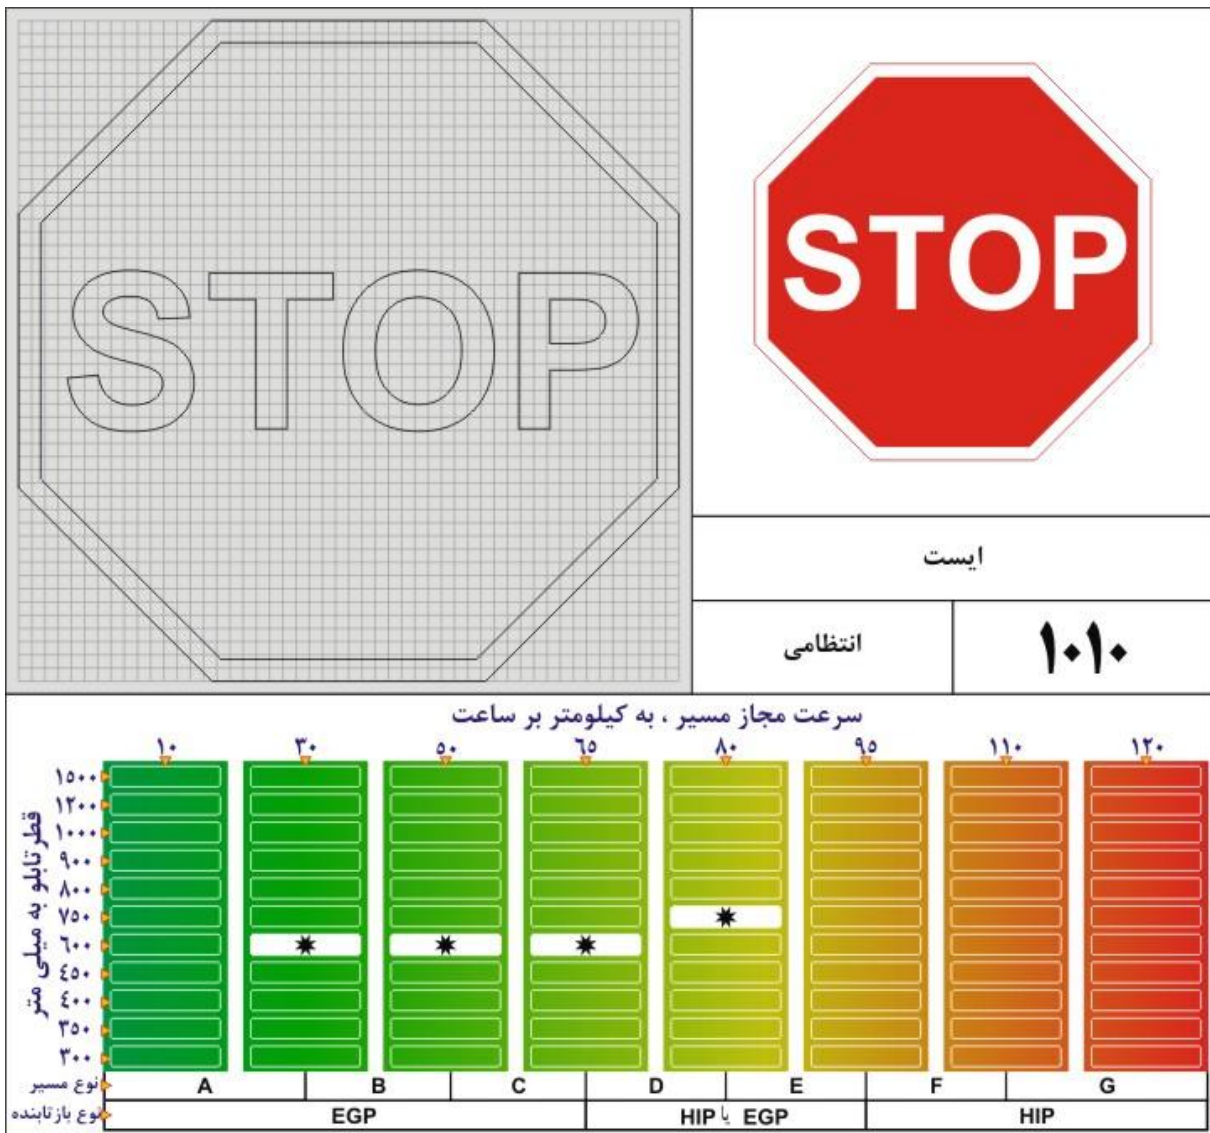 STOP
STOP
ایست
انتظامی
۱۰۱۰
سرعت مجاز مسیر ، به کیلومتر بر ساعت
۱۰ ۳۰ ۵۰ ۶۵ ۸۰ ۹۵ ۱۱۰ ۱۲۰
قطر تابلو به میلی متر
۱۵۰۰
۱۲۰۰
۱۰۰۰
۹۰۰
۸۰۰
۷۵۰
۶۰۰
۴۵۰
۴۰۰
۳۵۰
۳۰۰
نوع مسیر A B C D E F G
نوع بازتابنده EGP HIP یا EGP HIP